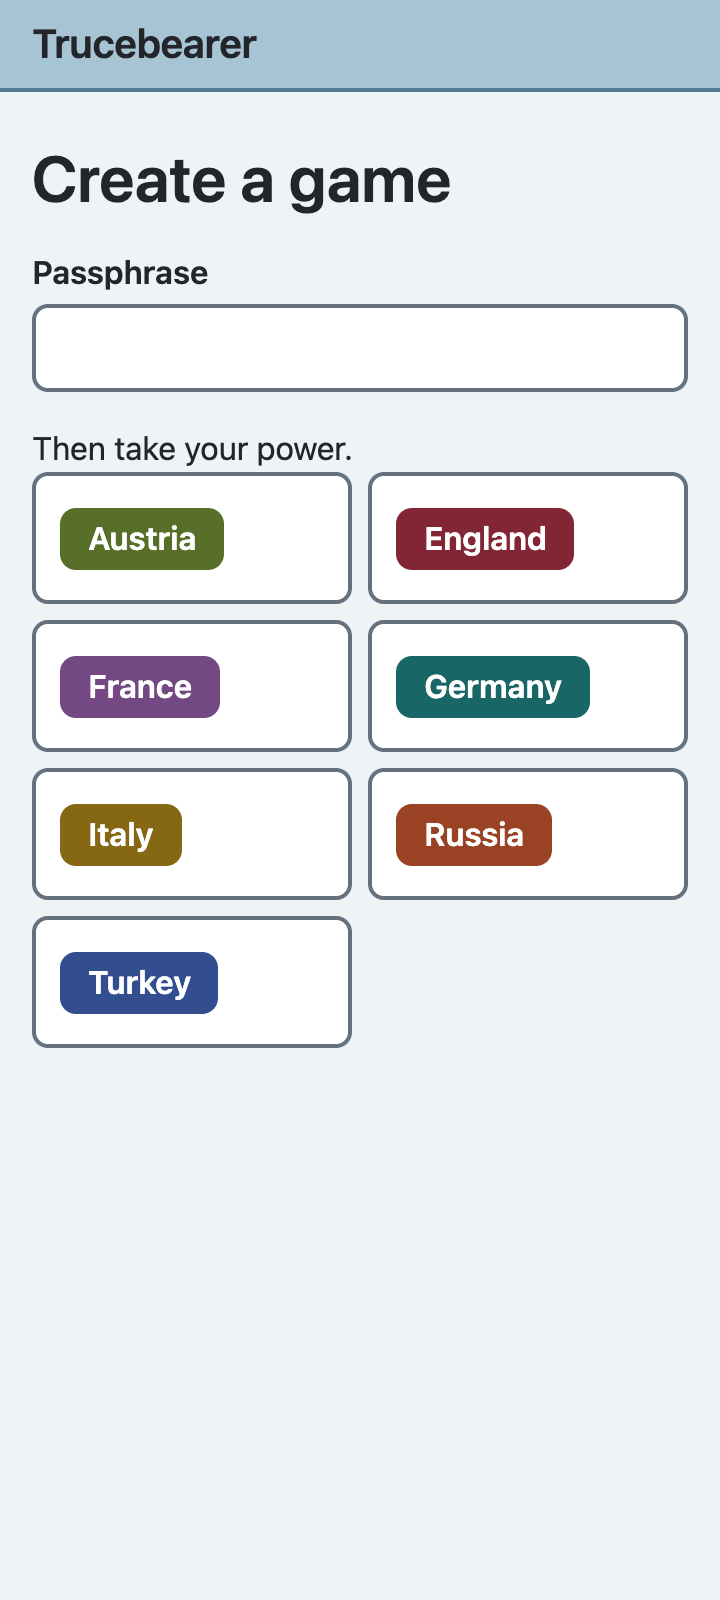 Trucebearer
Create a game
Passphrase
Then take your power.
Austria
England
France
Germany
Italy
Russia
Turkey